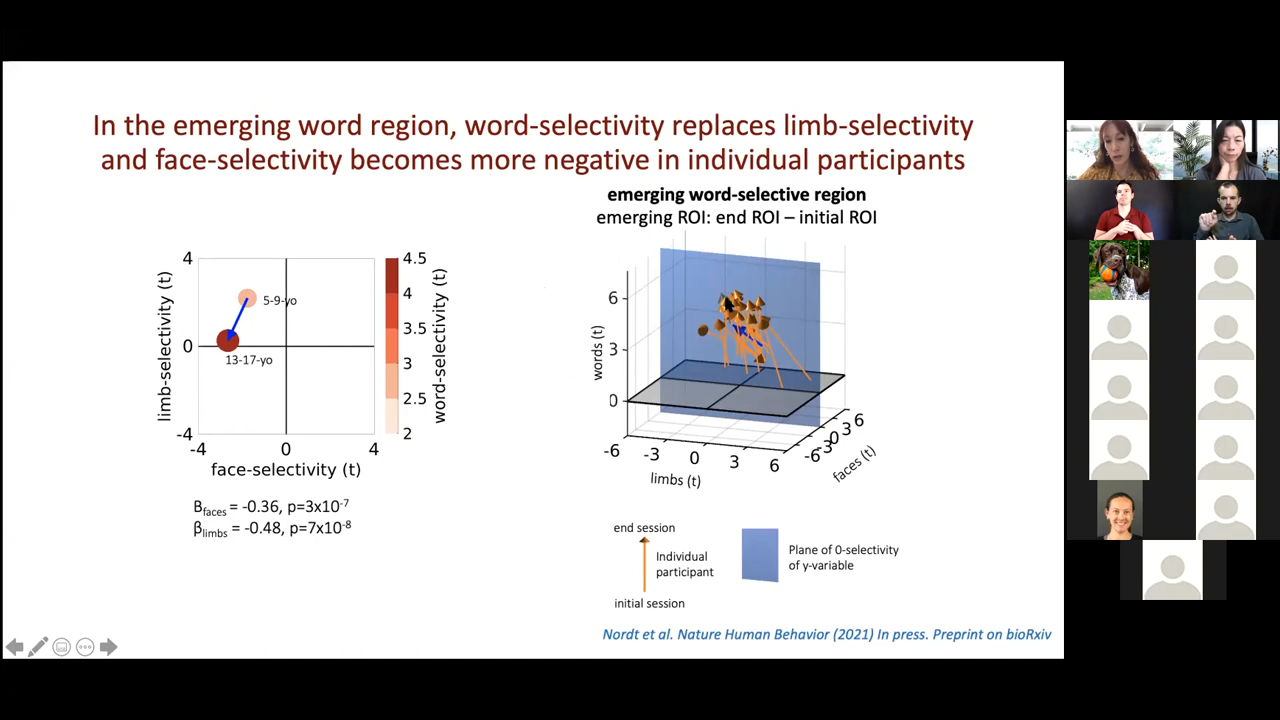 In the emerging word region, word-selectivity replaces limb-selectivity
and face-selectivity becomes more negative in individual participants
emerging word-selective region
emerging ROI: end ROI – initial ROI
4
0
-4
limb-selectivity (t)
-4
0
4
face-selectivity (t)
5-9-yo
13-17-yo
4.5
4
3.5
3
2.5
2
word-selectivity (t)
Bfaces = -0.36, p=3x10-7
βlimbs = -0.48, p=7x10-8
6
3
0
words (t)
-6
-3
0
3
6
limbs (t)
-6
-3
0
3
6
faces (t)
end session
Individual
participant
initial session
Plane of 0-selectivity
of y-variable
Nordt et al. Nature Human Behavior (2021) In press. Preprint on bioRxiv